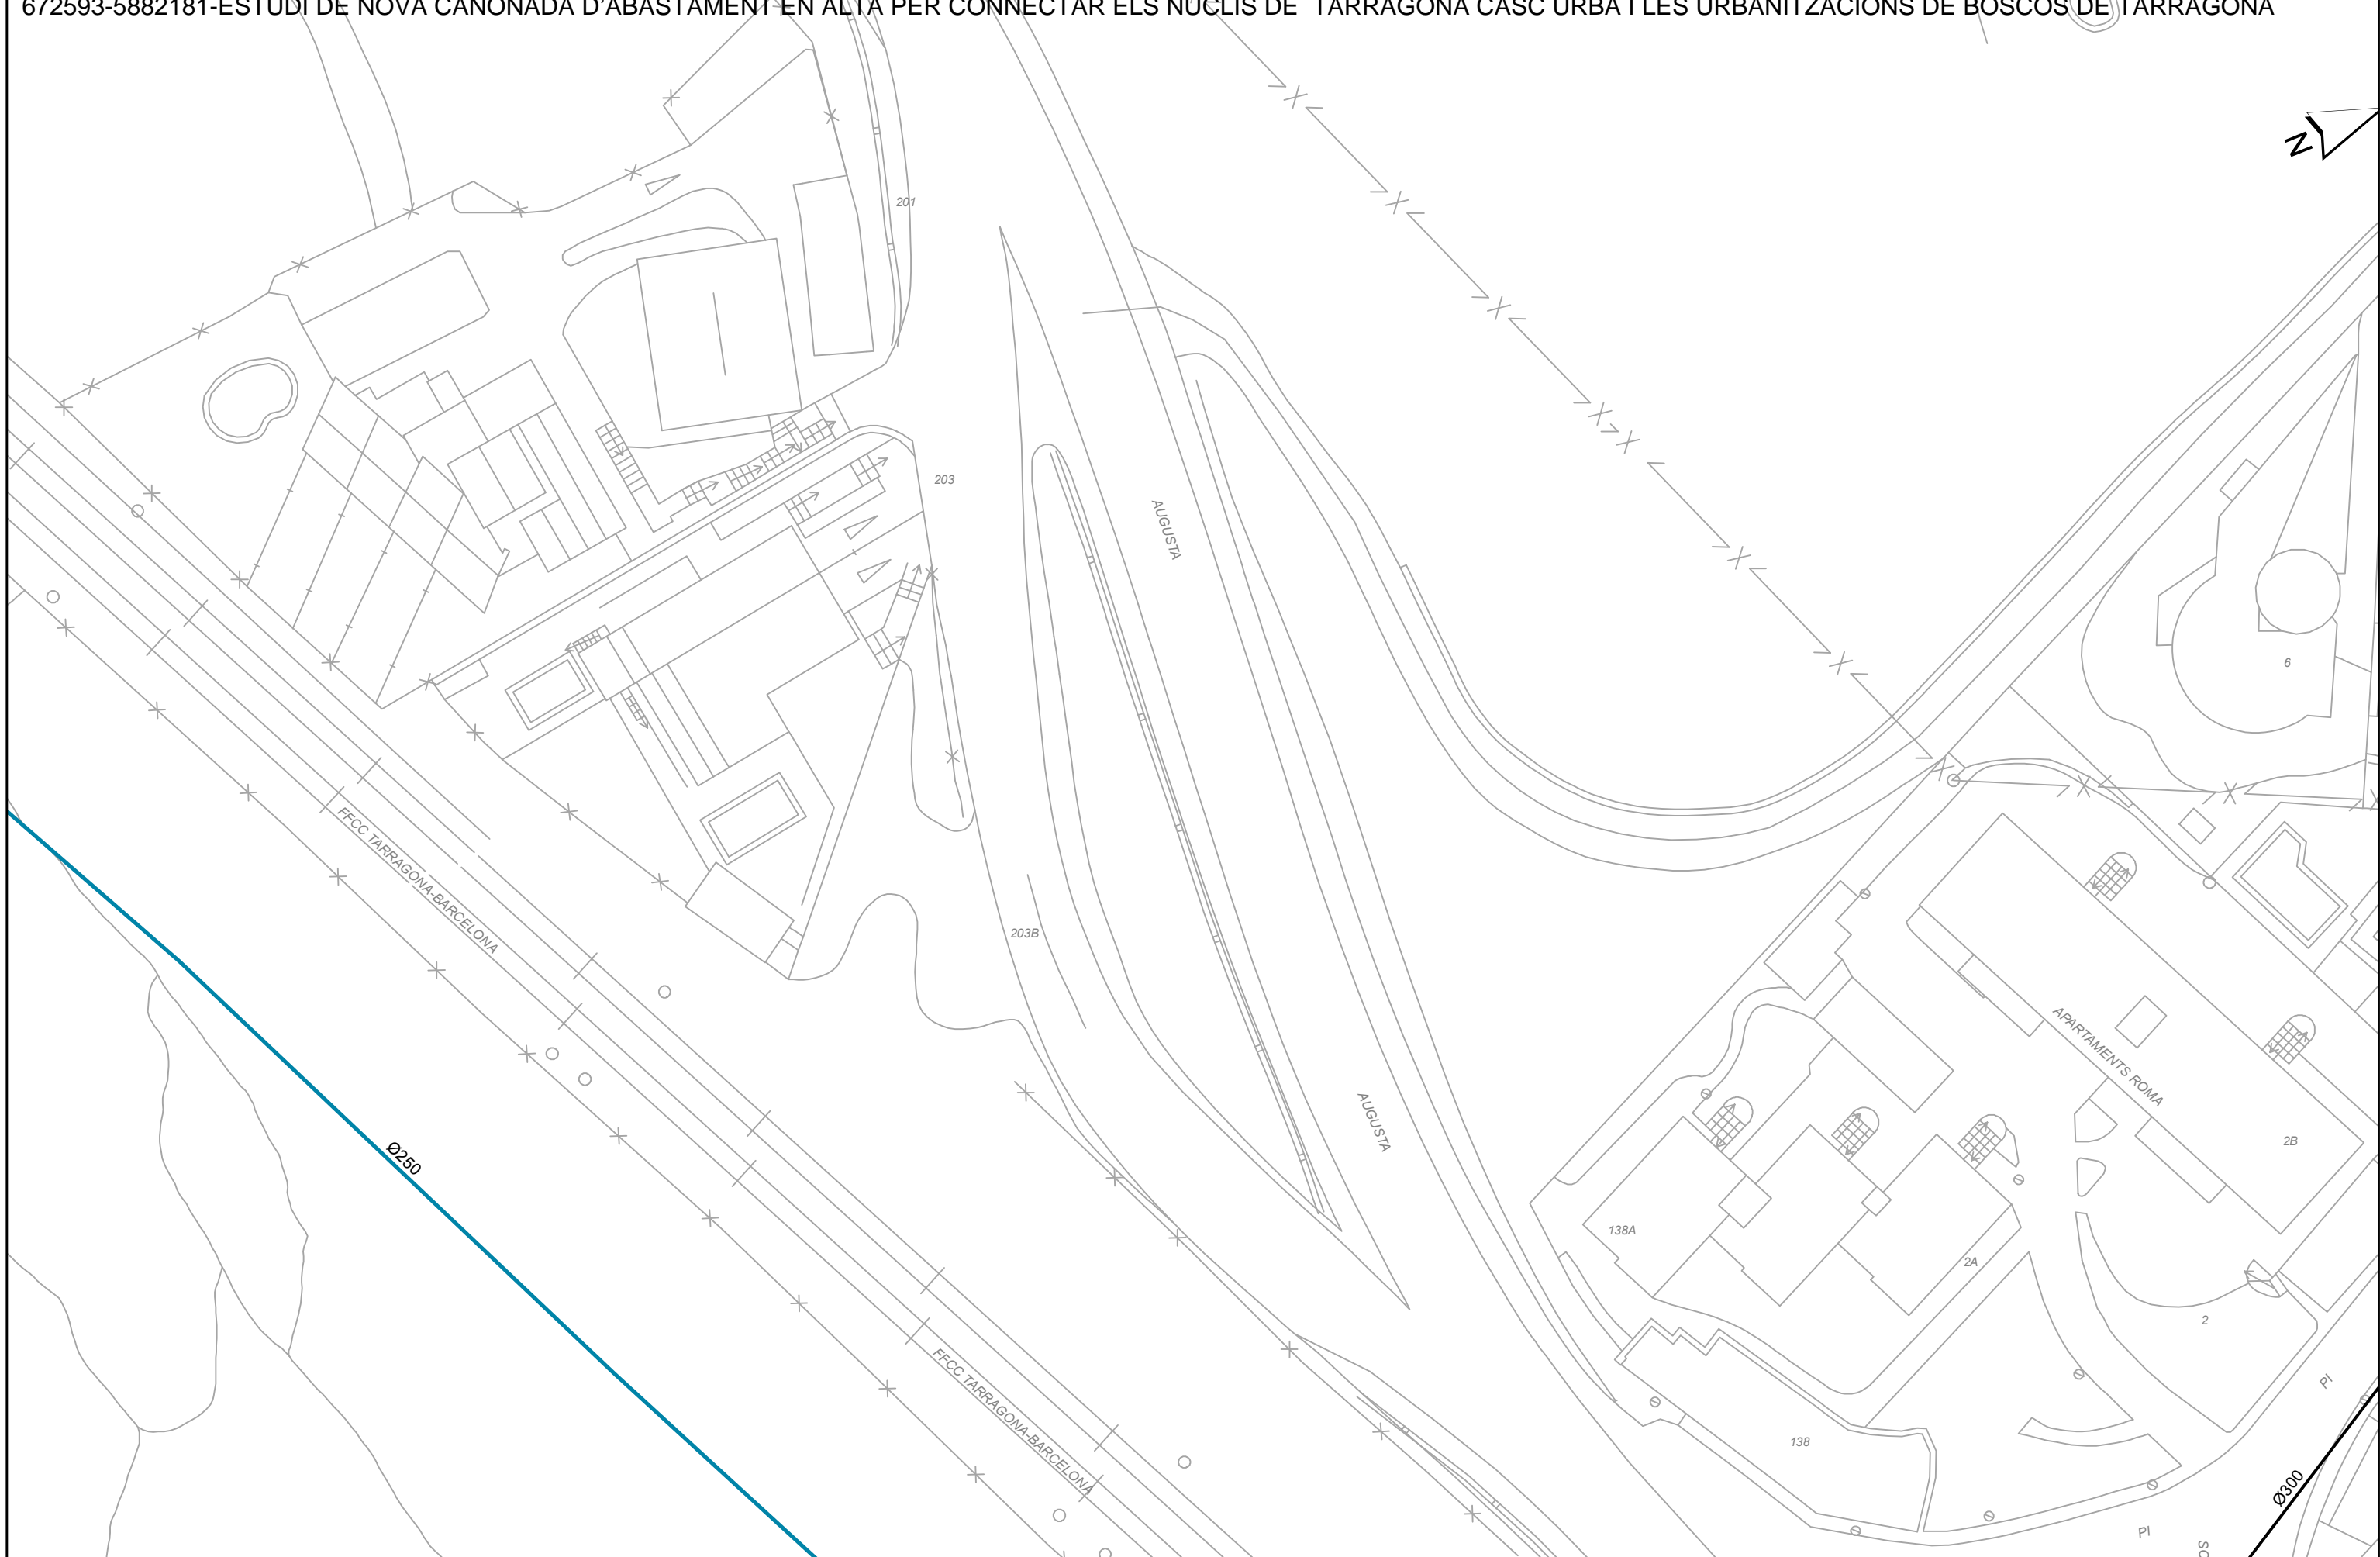 672593-5882181-ESTUDI DE NOVA CANONADA D'ABASTAMENT EN ALTA PER CONNECTAR ELS NUCLIS DE TARRAGONA CASC URBA I LES URBANITZACIONS DE BOSCOS DE TARRAGONA
N
201
203
AUGUSTA
6
FFCC TARRAGONA-BARCELONA
203B
APARTAMENTS ROMA
AUGUSTA
2B
Ø250
138A
2A
2
FFCC TARRAGONA-BARCELONA
PI
138
Ø300
PI